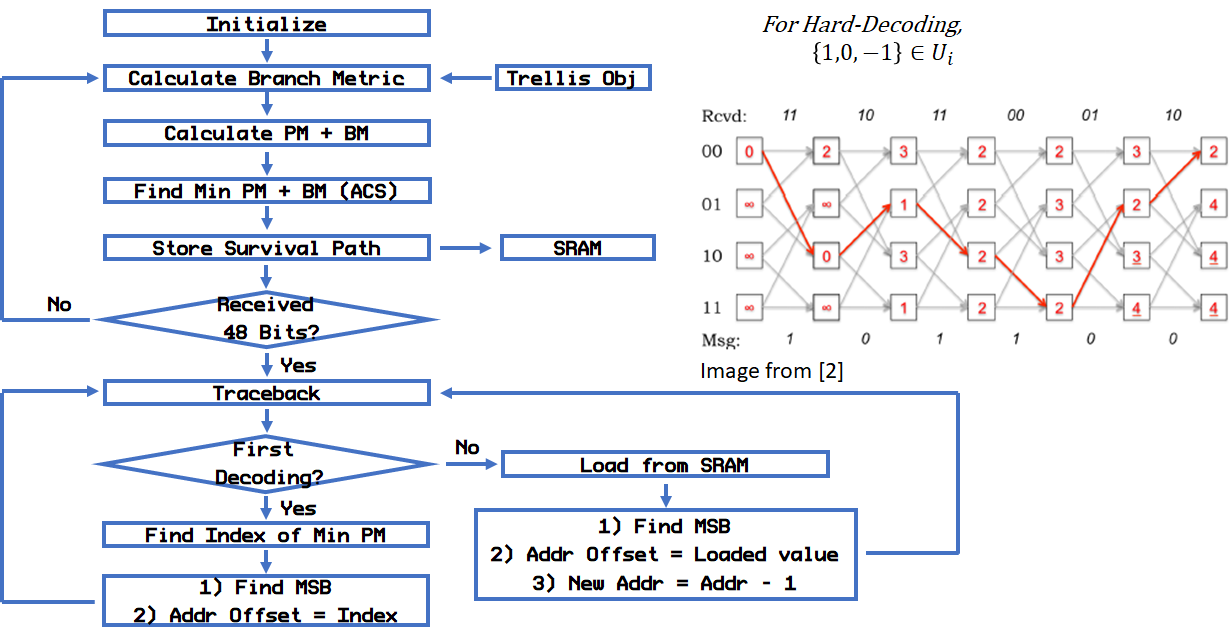 Initialize
Calculate Branch Metric
Trellis Obj
Calculate PM + BM
Find Min PM + BM (ACS)
Store Survival Path
SRAM
No
Received
48 Bits?
Yes
Traceback
First
Decoding?
No
Load from SRAM
Yes
Find Index of Min PM
1) Find MSB
2) Addr Offset = Index
1) Find MSB
2) Addr Offset = Loaded value
3) New Addr = Addr - 1
For Hard-Decoding,
{1,0, −1} ∈ Uᵢ
Rcvd: 11 10 11 00 01 10
00 0 2 3 2 2 3 2
01 ∞ ∞ 1 2 3 2 4
10 ∞ 0 3 2 3 3 4
11 ∞ ∞ 1 2 2 4 4
Msg: 1 0 1 1 0 0
Image from [2]